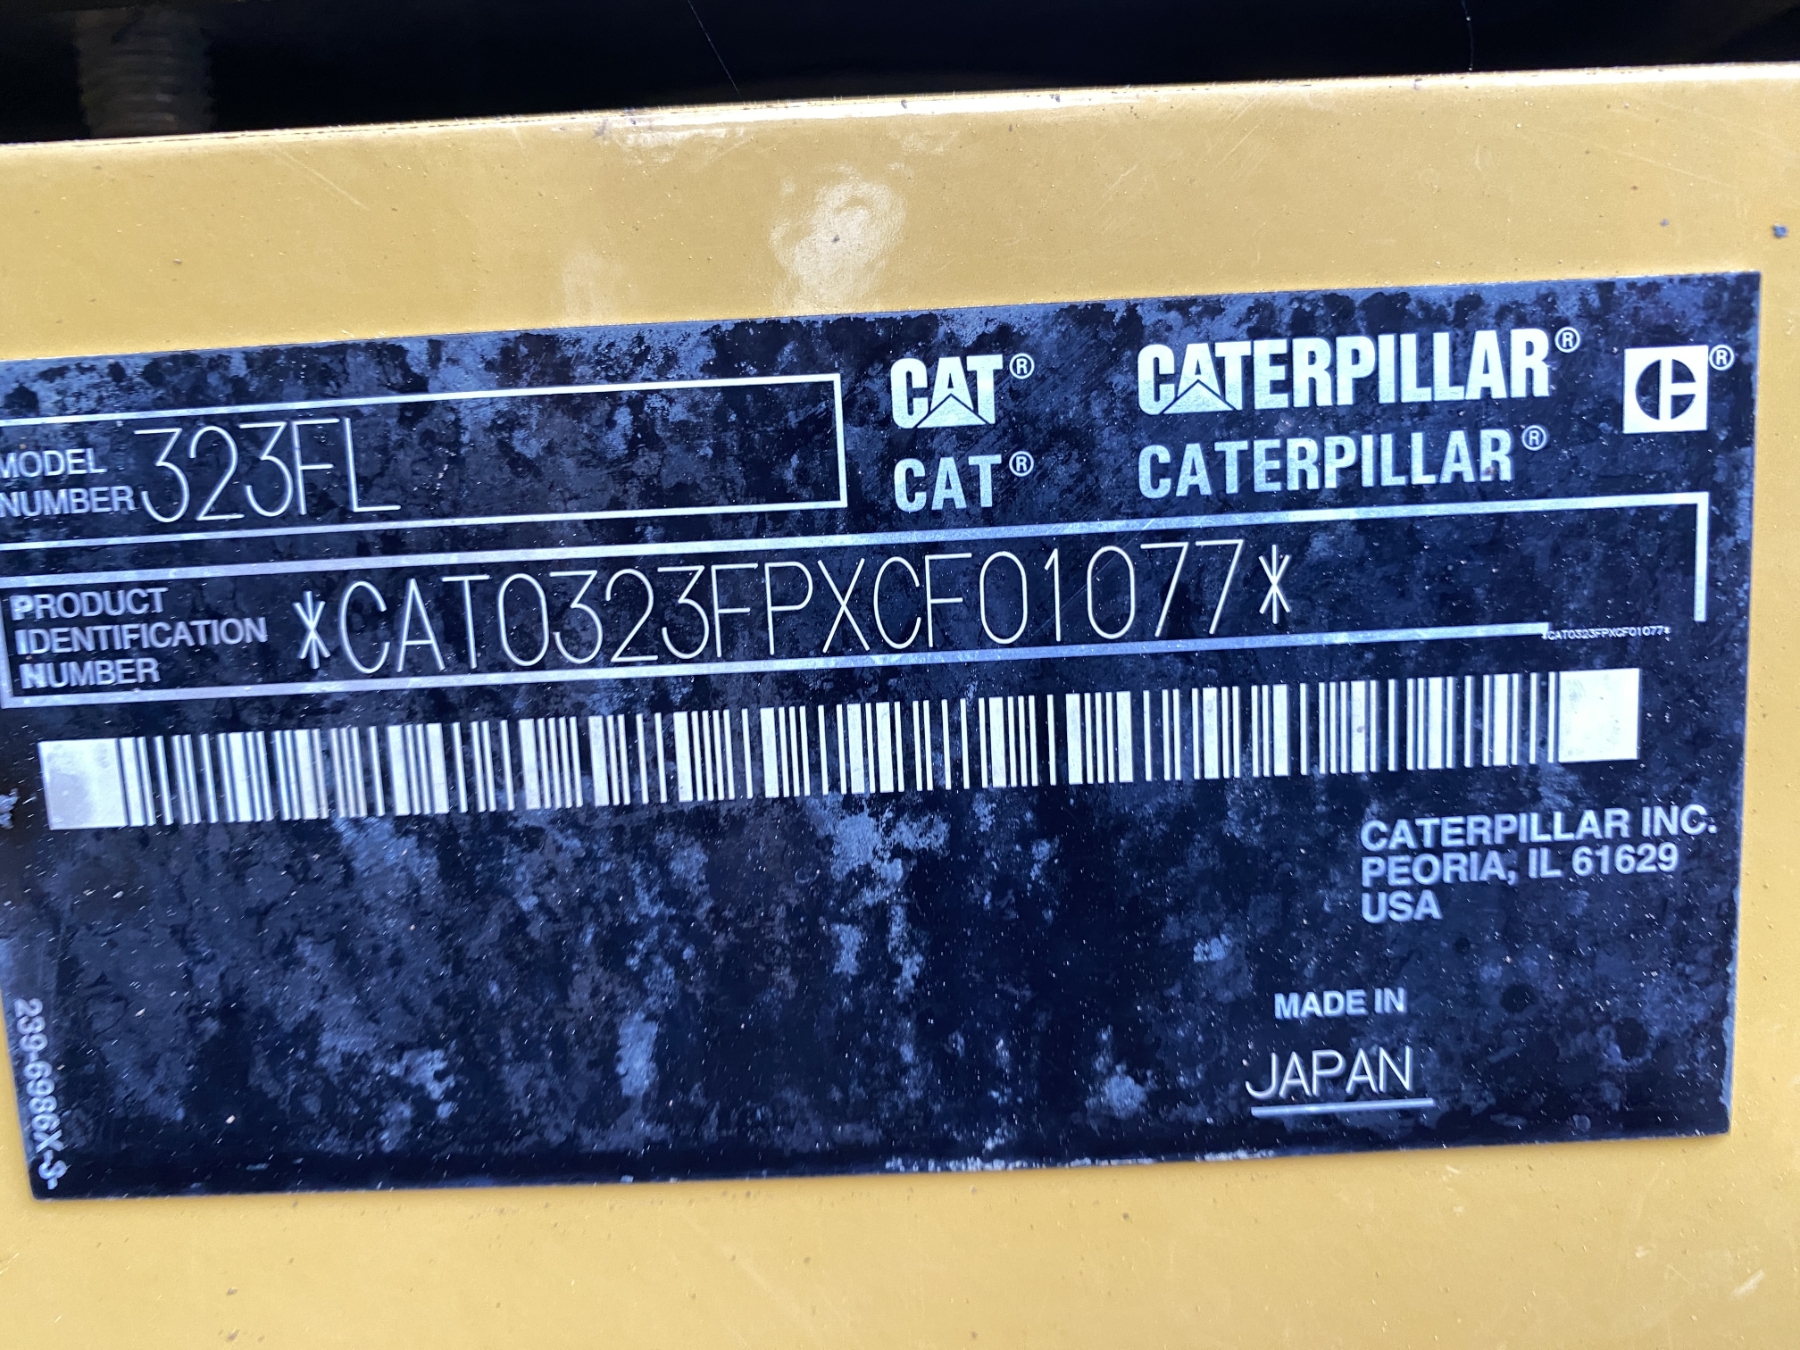 CAT® CATERPILLAR® ®
MODEL NUMBER 323FL
CAT® CATERPILLAR®
PRODUCT IDENTIFICATION NUMBER *CAT0323FPXCF01077*
*CAT0323FPXCF01077*
CATERPILLAR INC.
PEORIA, IL 61629
USA
MADE IN
JAPAN
239-6986X-3